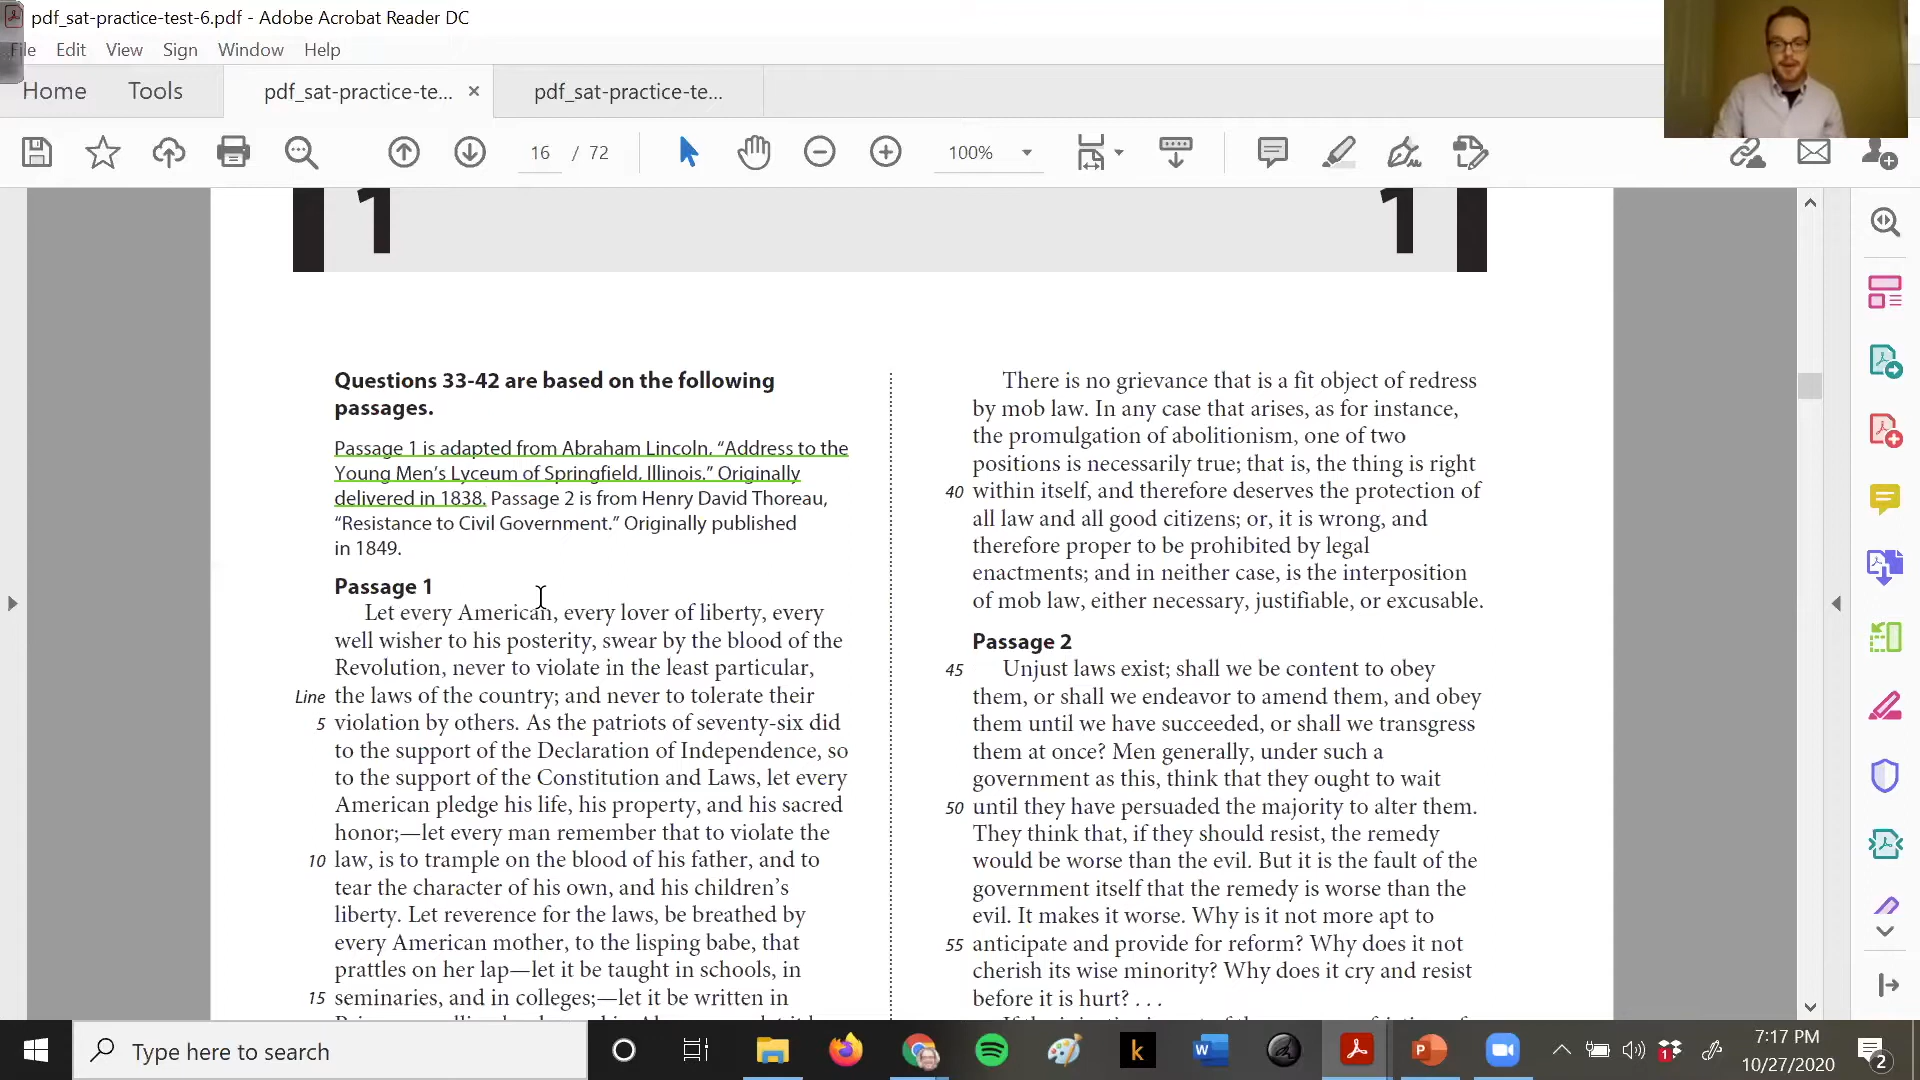 pdf_sat-practice-test-6.pdf - Adobe Acrobat Reader DC
File Edit View Sign Window Help
Home Tools pdf_sat-practice-te... × pdf_sat-practice-te...
16 / 72 100%
1 1
Questions 33-42 are based on the following
passages.
Passage 1 is adapted from Abraham Lincoln, “Address to the
Young Men’s Lyceum of Springfield, Illinois.” Originally
delivered in 1838. Passage 2 is from Henry David Thoreau,
“Resistance to Civil Government.” Originally published
in 1849.
Passage 1
Let every American, every lover of liberty, every
well wisher to his posterity, swear by the blood of the
Revolution, never to violate in the least particular,
Line the laws of the country; and never to tolerate their
5 violation by others. As the patriots of seventy-six did
to the support of the Declaration of Independence, so
to the support of the Constitution and Laws, let every
American pledge his life, his property, and his sacred
honor;—let every man remember that to violate the
10 law, is to trample on the blood of his father, and to
tear the character of his own, and his children’s
liberty. Let reverence for the laws, be breathed by
every American mother, to the lisping babe, that
prattles on her lap—let it be taught in schools, in
15 seminaries, and in colleges;—let it be written in
There is no grievance that is a fit object of redress
by mob law. In any case that arises, as for instance,
the promulgation of abolitionism, one of two
positions is necessarily true; that is, the thing is right
40 within itself, and therefore deserves the protection of
all law and all good citizens; or, it is wrong, and
therefore proper to be prohibited by legal
enactments; and in neither case, is the interposition
of mob law, either necessary, justifiable, or excusable.
Passage 2
45 Unjust laws exist; shall we be content to obey
them, or shall we endeavor to amend them, and obey
them until we have succeeded, or shall we transgress
them at once? Men generally, under such a
government as this, think that they ought to wait
50 until they have persuaded the majority to alter them.
They think that, if they should resist, the remedy
would be worse than the evil. But it is the fault of the
government itself that the remedy is worse than the
evil. It makes it worse. Why is it not more apt to
55 anticipate and provide for reform? Why does it not
cherish its wise minority? Why does it cry and resist
before it is hurt? . . .
Type here to search
7:17 PM
10/27/2020
2